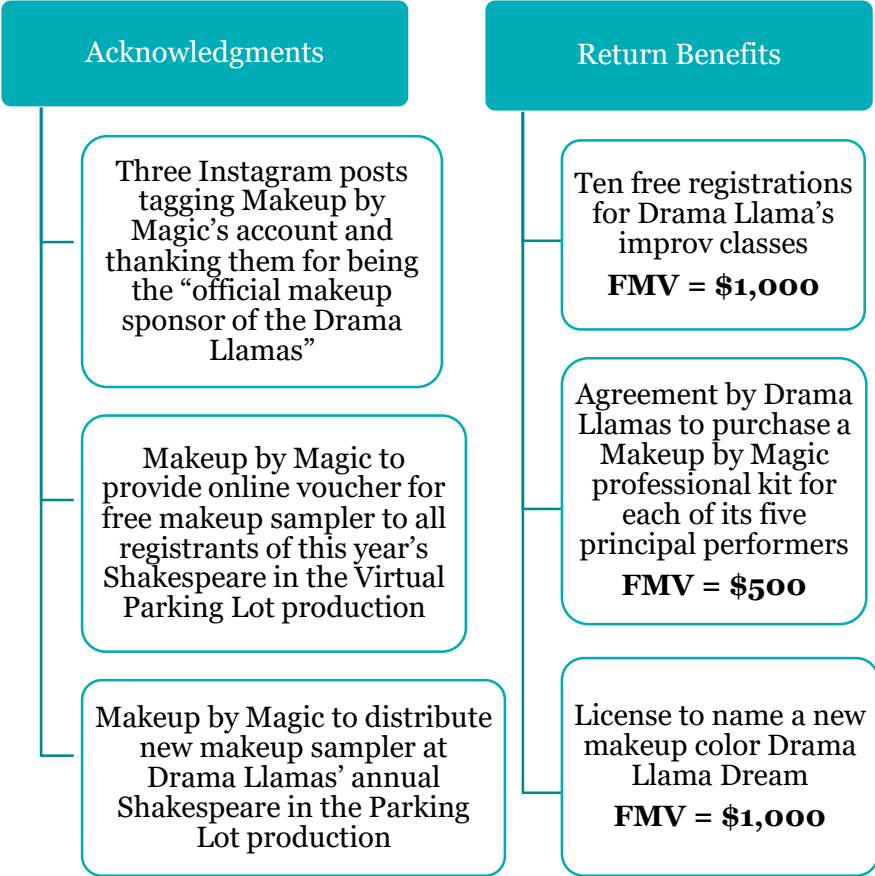 Acknowledgments
Three Instagram posts
tagging Makeup by
Magic’s account and
thanking them for being
the “official makeup
sponsor of the Drama
Llamas”
Makeup by Magic to
provide online voucher for
free makeup sampler to all
registrants of this year’s
Shakespeare in the Virtual
Parking Lot production
Makeup by Magic to distribute
new makeup sampler at
Drama Llamas’ annual
Shakespeare in the Parking
Lot production
Return Benefits
Ten free registrations
for Drama Llama’s
improv classes
FMV = $1,000
Agreement by Drama
Llamas to purchase a
Makeup by Magic
professional kit for
each of its five
principal performers
FMV = $500
License to name a new
makeup color Drama
Llama Dream
FMV = $1,000